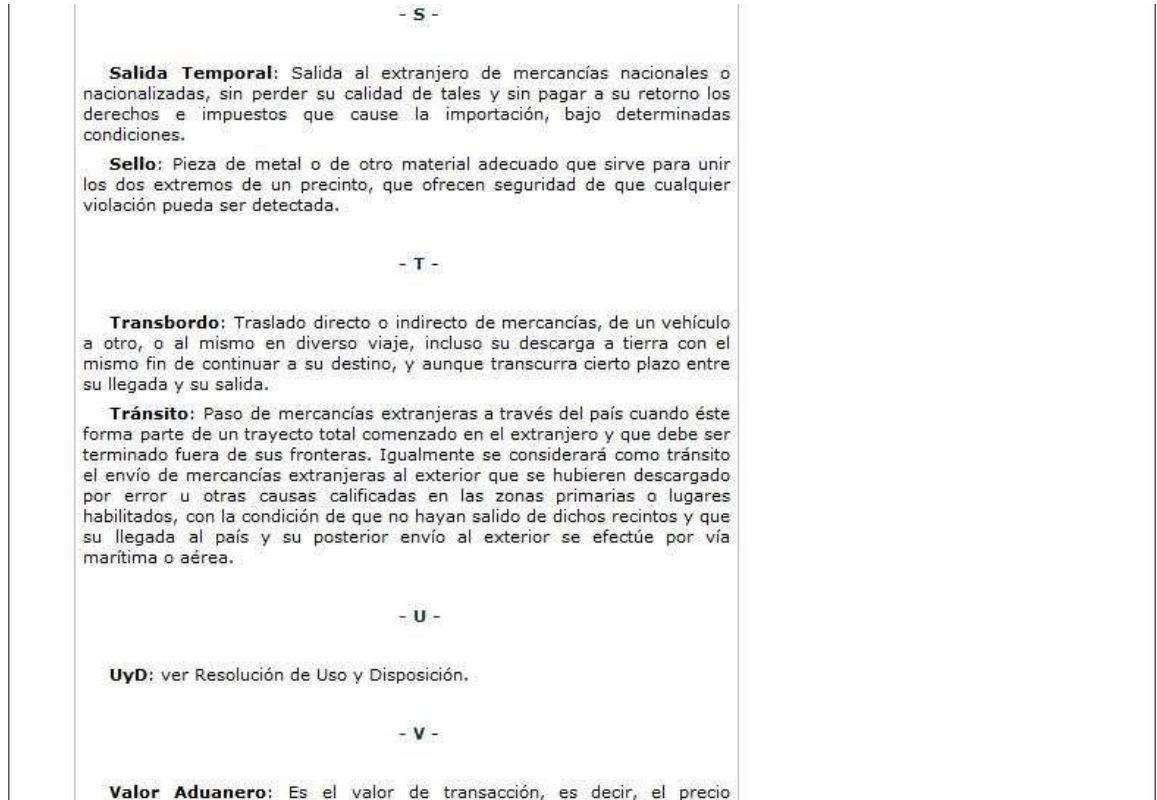 - S -
Salida Temporal: Salida al extranjero de mercancías nacionales o
nacionalizadas, sin perder su calidad de tales y sin pagar a su retorno los
derechos e impuestos que cause la importación, bajo determinadas
condiciones.
Sello: Pieza de metal o de otro material adecuado que sirve para unir
los dos extremos de un precinto, que ofrecen seguridad de que cualquier
violación pueda ser detectada.
- T -
Transbordo: Traslado directo o indirecto de mercancías, de un vehículo
a otro, o al mismo en diverso viaje, incluso su descarga a tierra con el
mismo fin de continuar a su destino, y aunque transcurra cierto plazo entre
su llegada y su salida.
Tránsito: Paso de mercancías extranjeras a través del país cuando éste
forma parte de un trayecto total comenzado en el extranjero y que debe ser
terminado fuera de sus fronteras. Igualmente se considerará como tránsito
el envío de mercancías extranjeras al exterior que se hubieren descargado
por error u otras causas calificadas en las zonas primarias o lugares
habilitados, con la condición de que no hayan salido de dichos recintos y que
su llegada al país y su posterior envío al exterior se efectúe por vía
marítima o aérea.
- U -
UyD: ver Resolución de Uso y Disposición.
- V -
Valor Aduanero: Es el valor de transacción, es decir, el precio